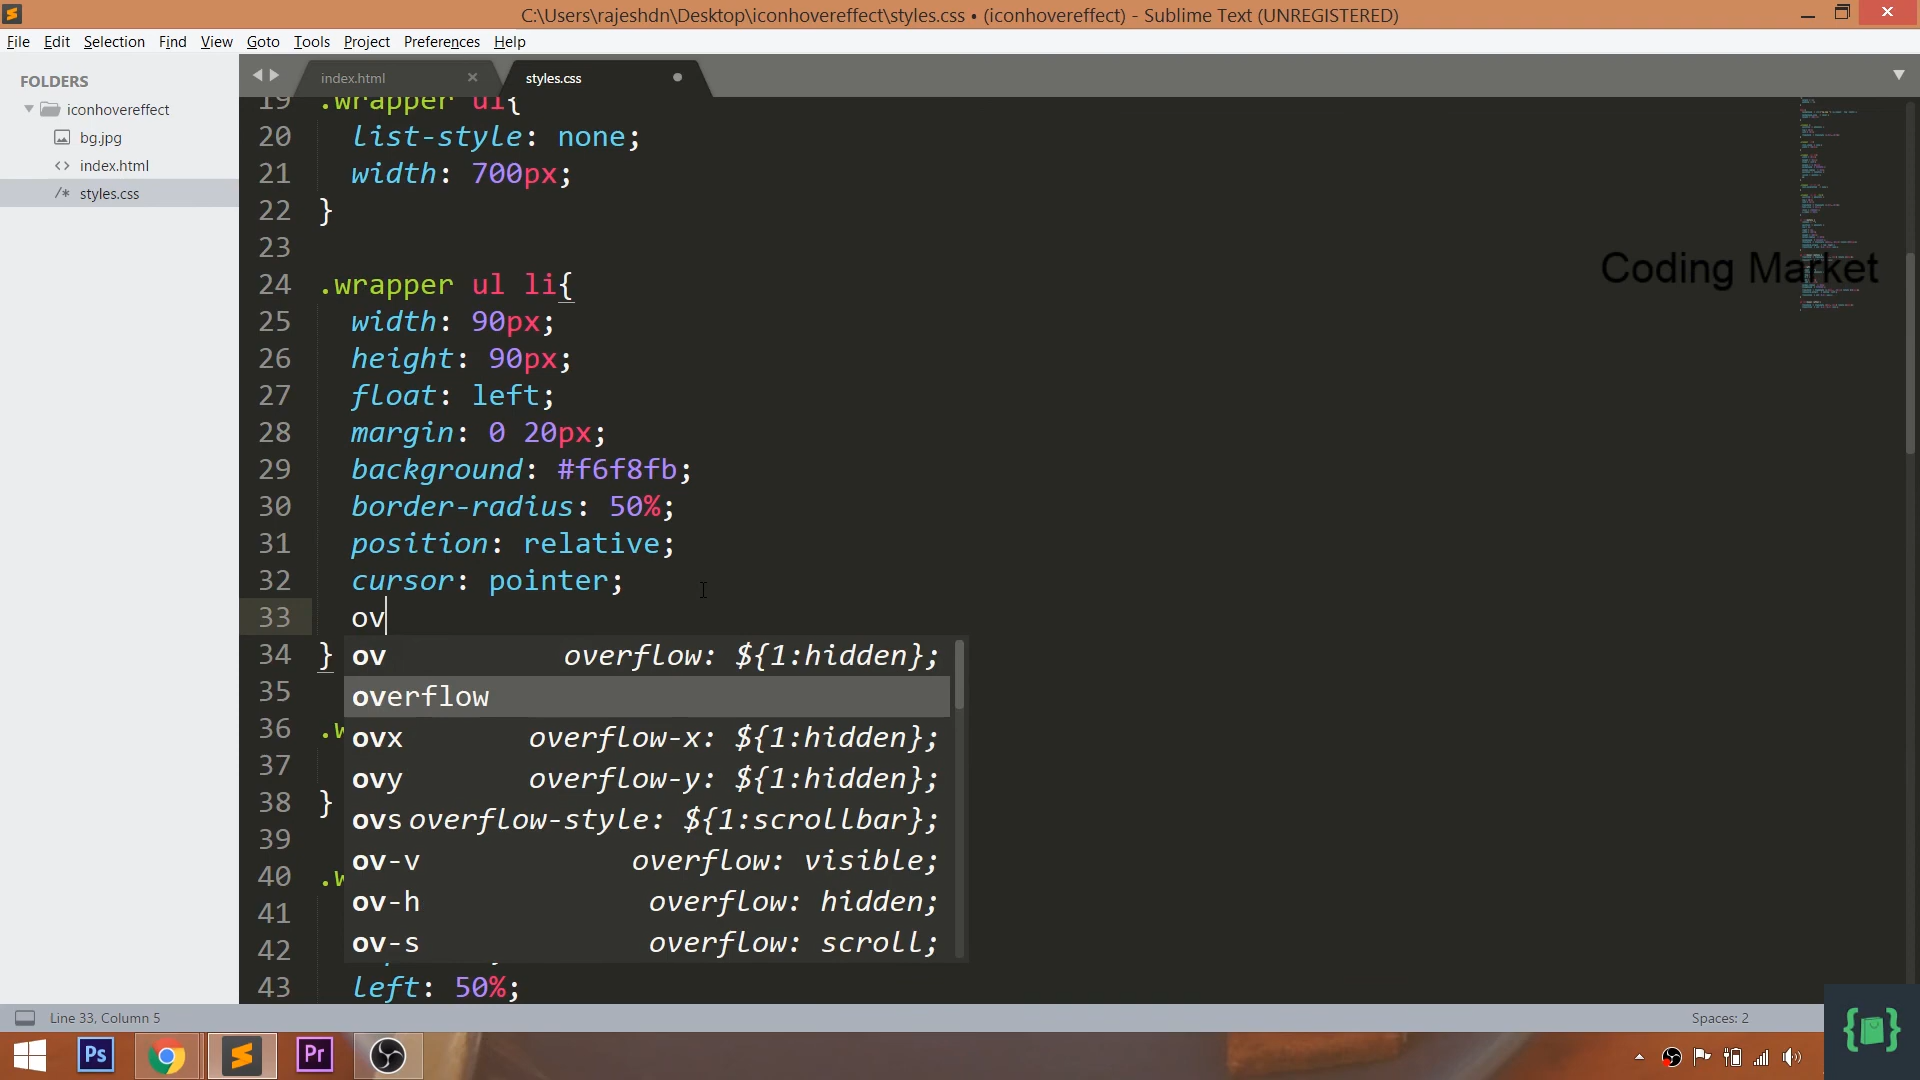 C:\Users\rajeshdn\Desktop\iconhovereffect\styles.css • (iconhovereffect) - Sublime Text (UNREGISTERED)
File Edit Selection Find View Goto Tools Project Preferences Help
FOLDERS
iconhovereffect
bg.jpg
index.html
styles.css
index.html
styles.css
19 .wrapper ul{
20 list-style: none;
21 width: 700px;
22 }
23
24 .wrapper ul li{
25 width: 90px;
26 height: 90px;
27 float: left;
28 margin: 0 20px;
29 background: #f6f8fb;
30 border-radius: 50%;
31 position: relative;
32 cursor: pointer;
33 ov
34 }
ov overflow: ${1:hidden};
overflow
ovx overflow-x: ${1:hidden};
ovy overflow-y: ${1:hidden};
ovs overflow-style: ${1:scrollbar};
ov-v overflow: visible;
ov-h overflow: hidden;
ov-s overflow: scroll;
35
36 .w
37
38 }
39
40 .w
41
42
43 left: 50%;
Coding Market
Line 33, Column 5
Spaces: 2
Ps
Pr